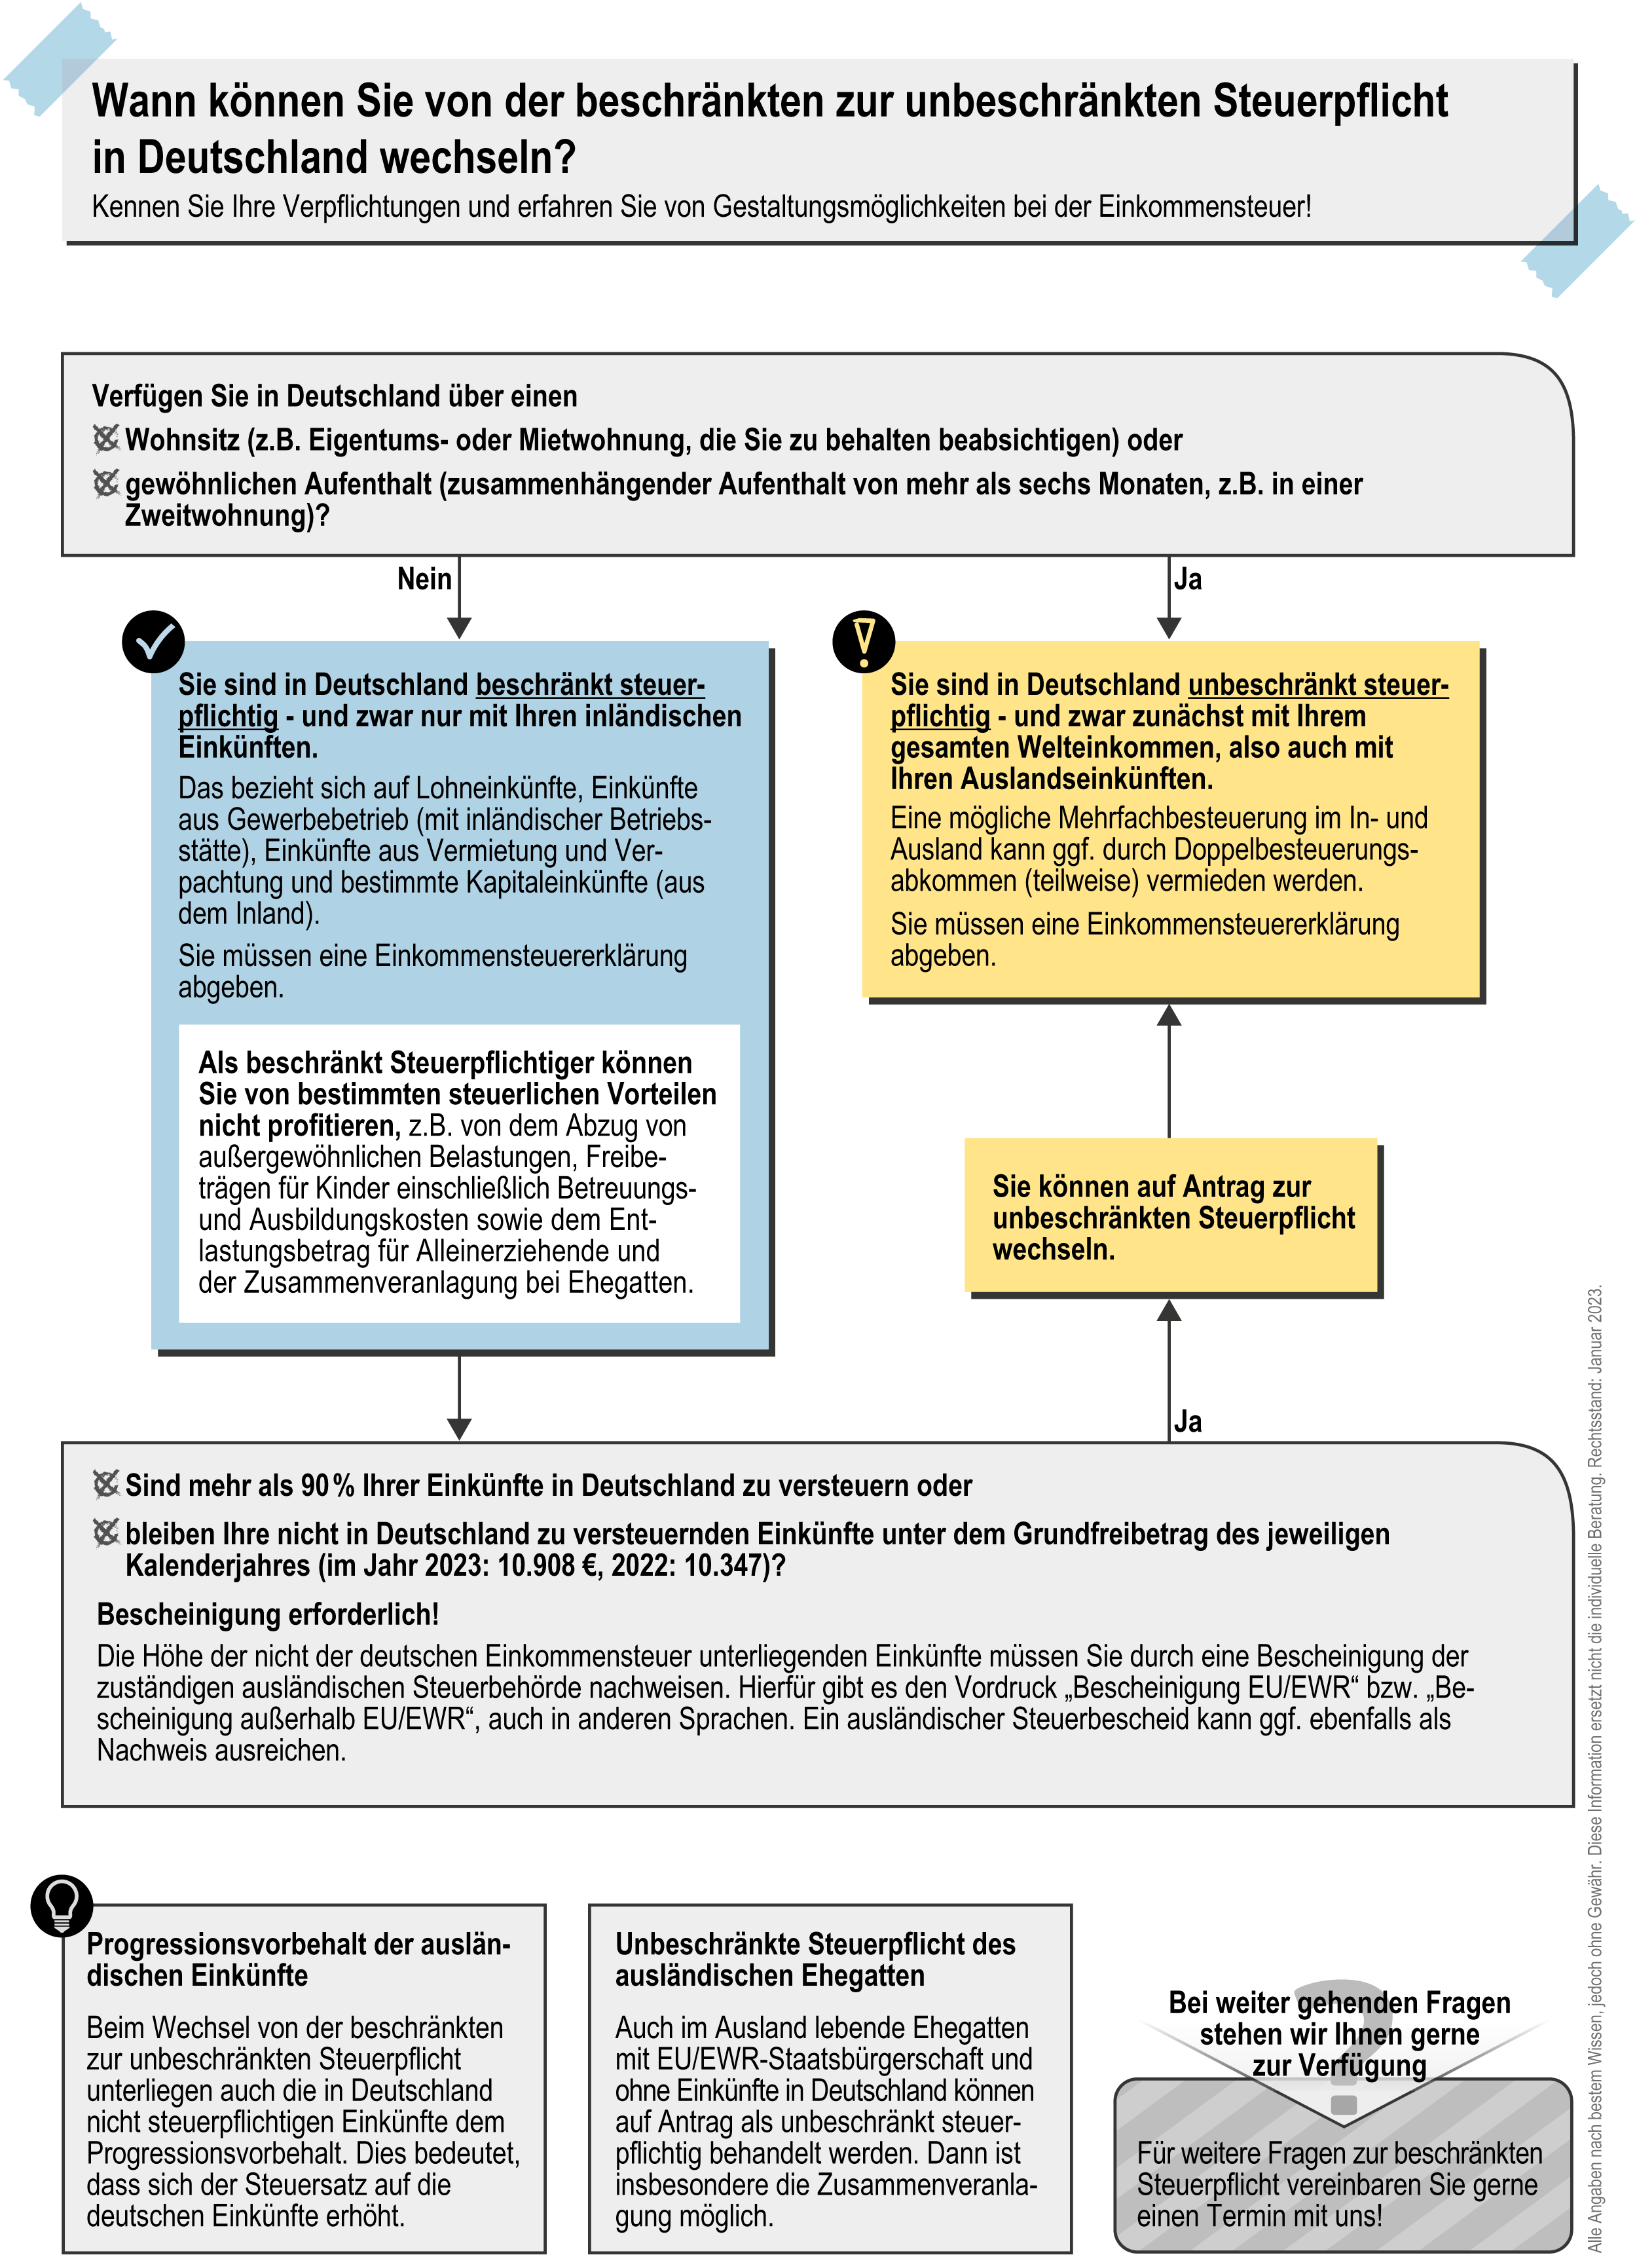 Wann können Sie von der beschränkten zur unbeschränkten Steuerpflicht
in Deutschland wechseln?
Kennen Sie Ihre Verpflichtungen und erfahren Sie von Gestaltungsmöglichkeiten bei der Einkommensteuer!
Verfügen Sie in Deutschland über einen
Wohnsitz (z.B. Eigentums- oder Mietwohnung, die Sie zu behalten beabsichtigen) oder
gewöhnlichen Aufenthalt (zusammenhängender Aufenthalt von mehr als sechs Monaten, z.B. in einer
Zweitwohnung)?
Nein
Ja
Sie sind in Deutschland beschränkt steuer-
pflichtig - und zwar nur mit Ihren inländischen
Einkünften.
Das bezieht sich auf Lohneinkünfte, Einkünfte
aus Gewerbebetrieb (mit inländischer Betriebs-
stätte), Einkünfte aus Vermietung und Ver-
pachtung und bestimmte Kapitaleinkünfte (aus
dem Inland).
Sie müssen eine Einkommensteuererklärung
abgeben.
Als beschränkt Steuerpflichtiger können
Sie von bestimmten steuerlichen Vorteilen
nicht profitieren, z.B. von dem Abzug von
außergewöhnlichen Belastungen, Freibe-
trägen für Kinder einschließlich Betreuungs-
und Ausbildungskosten sowie dem Ent-
lastungsbetrag für Alleinerziehende und
der Zusammenveranlagung bei Ehegatten.
Sie sind in Deutschland unbeschränkt steuer-
pflichtig - und zwar zunächst mit Ihrem
gesamten Welteinkommen, also auch mit
Ihren Auslandseinkünften.
Eine mögliche Mehrfachbesteuerung im In- und
Ausland kann ggf. durch Doppelbesteuerungs-
abkommen (teilweise) vermieden werden.
Sie müssen eine Einkommensteuererklärung
abgeben.
Sie können auf Antrag zur
unbeschränkten Steuerpflicht
wechseln.
Ja
Sind mehr als 90 % Ihrer Einkünfte in Deutschland zu versteuern oder
bleiben Ihre nicht in Deutschland zu versteuernden Einkünfte unter dem Grundfreibetrag des jeweiligen
Kalenderjahres (im Jahr 2023: 10.908 €, 2022: 10.347)?
Bescheinigung erforderlich!
Die Höhe der nicht der deutschen Einkommensteuer unterliegenden Einkünfte müssen Sie durch eine Bescheinigung der
zuständigen ausländischen Steuerbehörde nachweisen. Hierfür gibt es den Vordruck „Bescheinigung EU/EWR“ bzw. „Be-
scheinigung außerhalb EU/EWR“, auch in anderen Sprachen. Ein ausländischer Steuerbescheid kann ggf. ebenfalls als
Nachweis ausreichen.
Progressionsvorbehalt der auslän-
dischen Einkünfte
Beim Wechsel von der beschränkten
zur unbeschränkten Steuerpflicht
unterliegen auch die in Deutschland
nicht steuerpflichtigen Einkünfte dem
Progressionsvorbehalt. Dies bedeutet,
dass sich der Steuersatz auf die
deutschen Einkünfte erhöht.
Unbeschränkte Steuerpflicht des
ausländischen Ehegatten
Auch im Ausland lebende Ehegatten
mit EU/EWR-Staatsbürgerschaft und
ohne Einkünfte in Deutschland können
auf Antrag als unbeschränkt steuer-
pflichtig behandelt werden. Dann ist
insbesondere die Zusammenveranla-
gung möglich.
?
Bei weiter gehenden Fragen
stehen wir Ihnen gerne
zur Verfügung
Für weitere Fragen zur beschränkten
Steuerpflicht vereinbaren Sie gerne
einen Termin mit uns!
Alle Angaben nach bestem Wissen, jedoch ohne Gewähr. Diese Information ersetzt nicht die individuelle Beratung. Rechtsstand: Januar 2023.